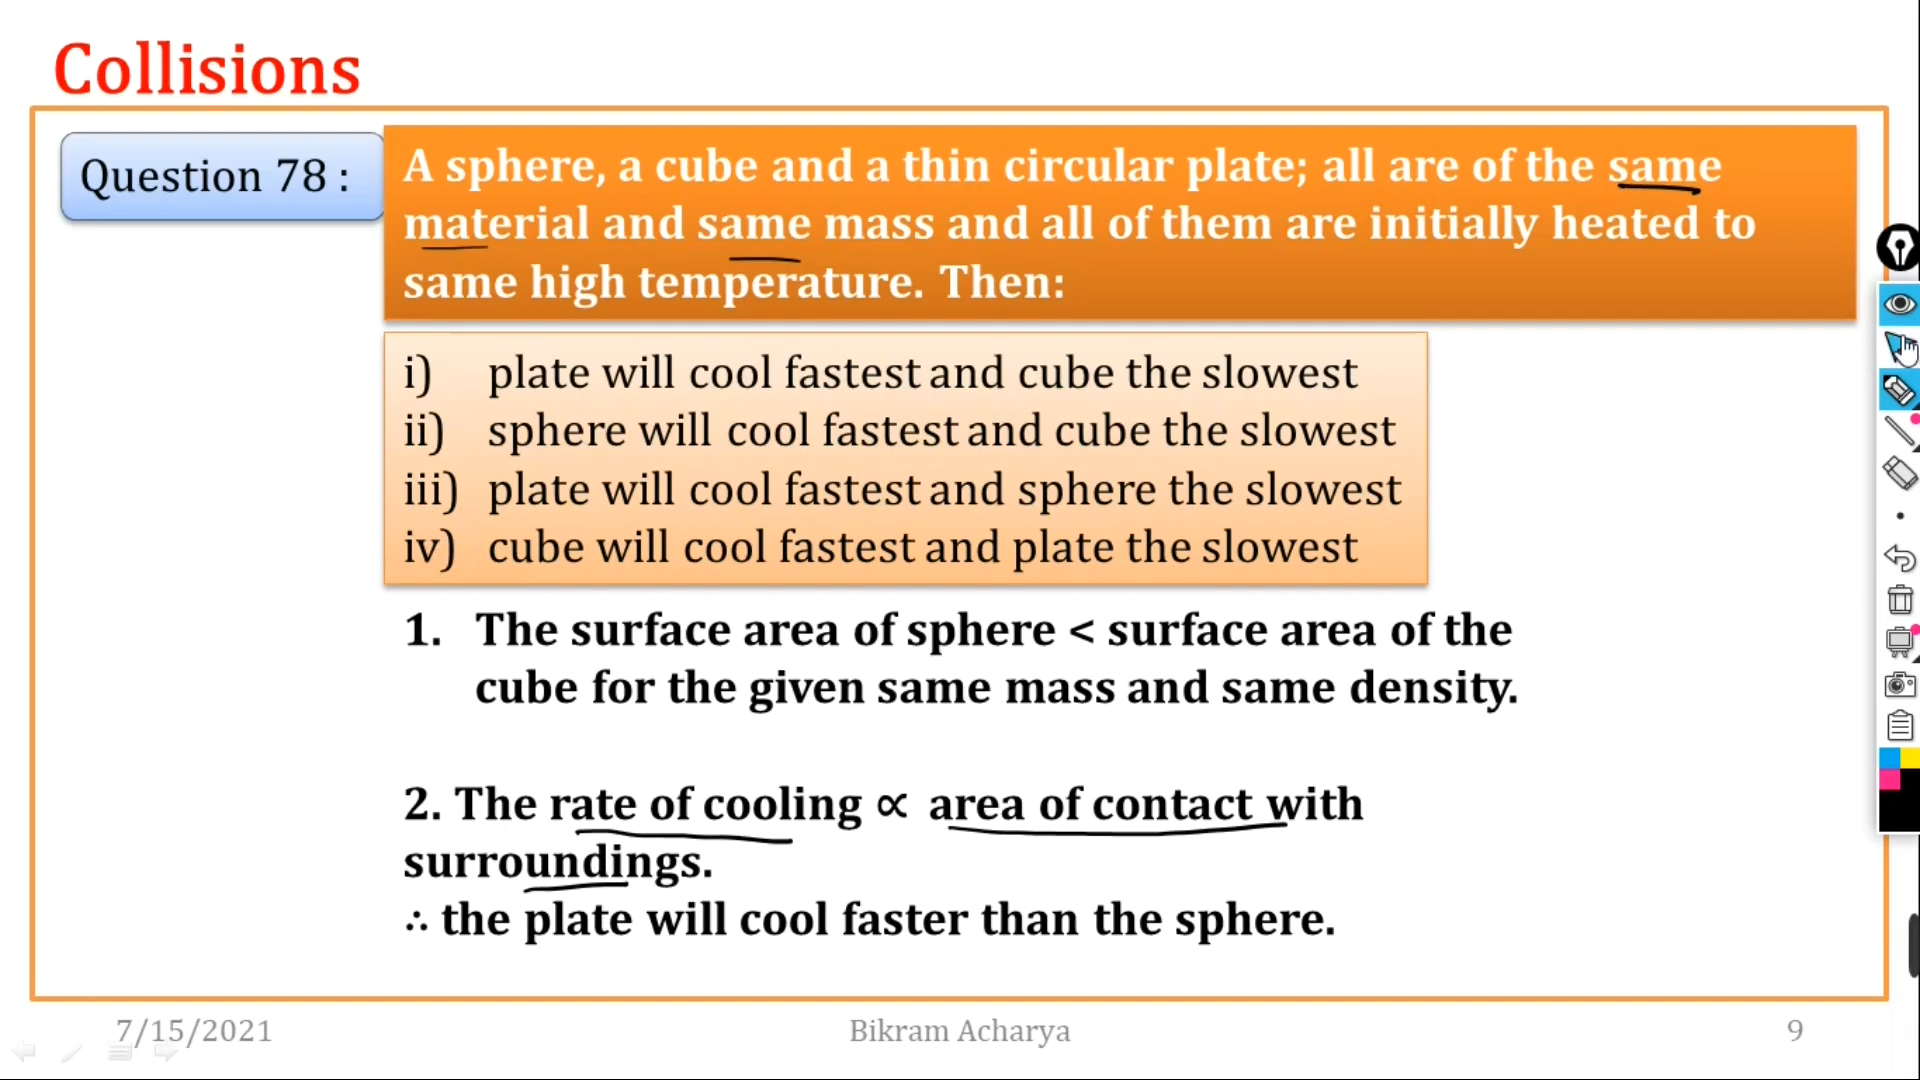 Collisions
Question 78 :
A sphere, a cube and a thin circular plate; all are of the same
material and same mass and all of them are initially heated to
same high temperature. Then:
i) plate will cool fastest and cube the slowest
ii) sphere will cool fastest and cube the slowest
iii) plate will cool fastest and sphere the slowest
iv) cube will cool fastest and plate the slowest
1. The surface area of sphere < surface area of the
cube for the given same mass and same density.
2. The rate of cooling ∝ area of contact with
surroundings.
∴ the plate will cool faster than the sphere.
7/15/2021
Bikram Acharya
9